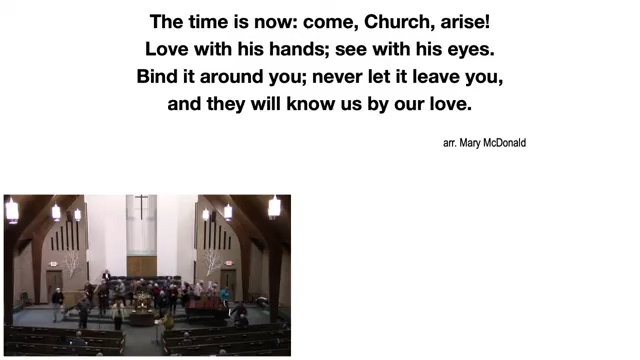 The time is now: come, Church, arise!
Love with his hands; see with his eyes.
Bind it around you; never let it leave you,
and they will know us by our love.
arr. Mary McDonald